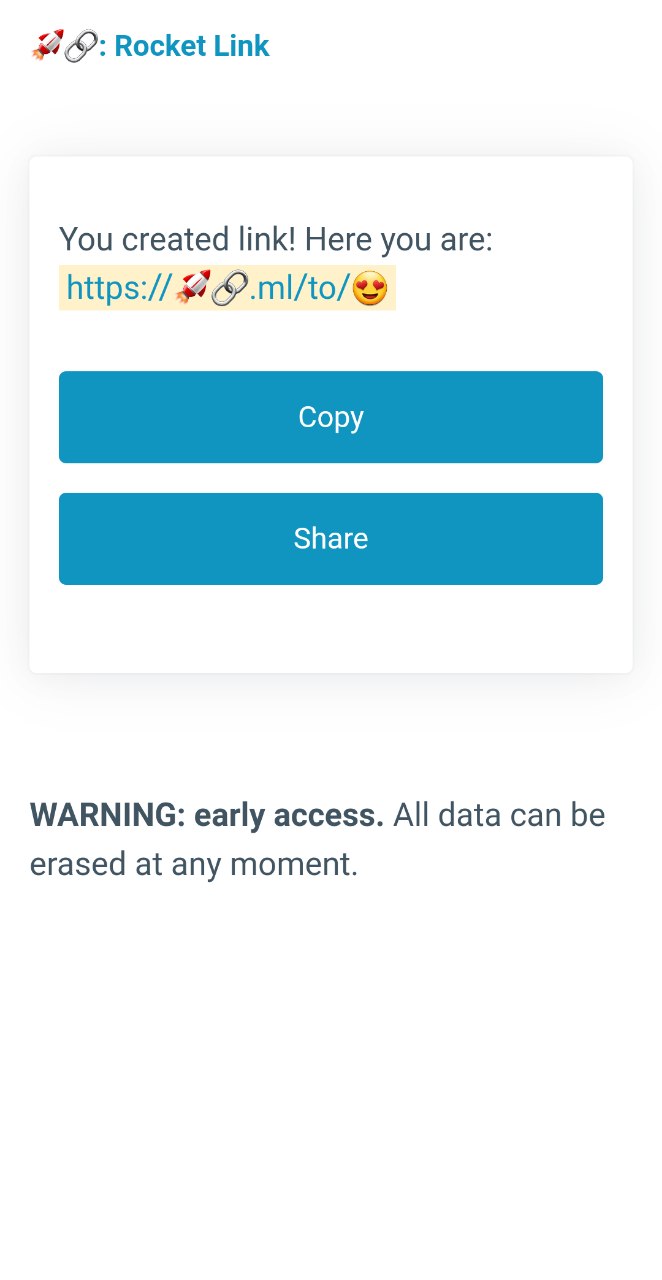 🚀🔗: Rocket Link
You created link! Here you are:
https://🚀🔗.ml/to/😍
Copy
Share
WARNING: early access. All data can be
erased at any moment.